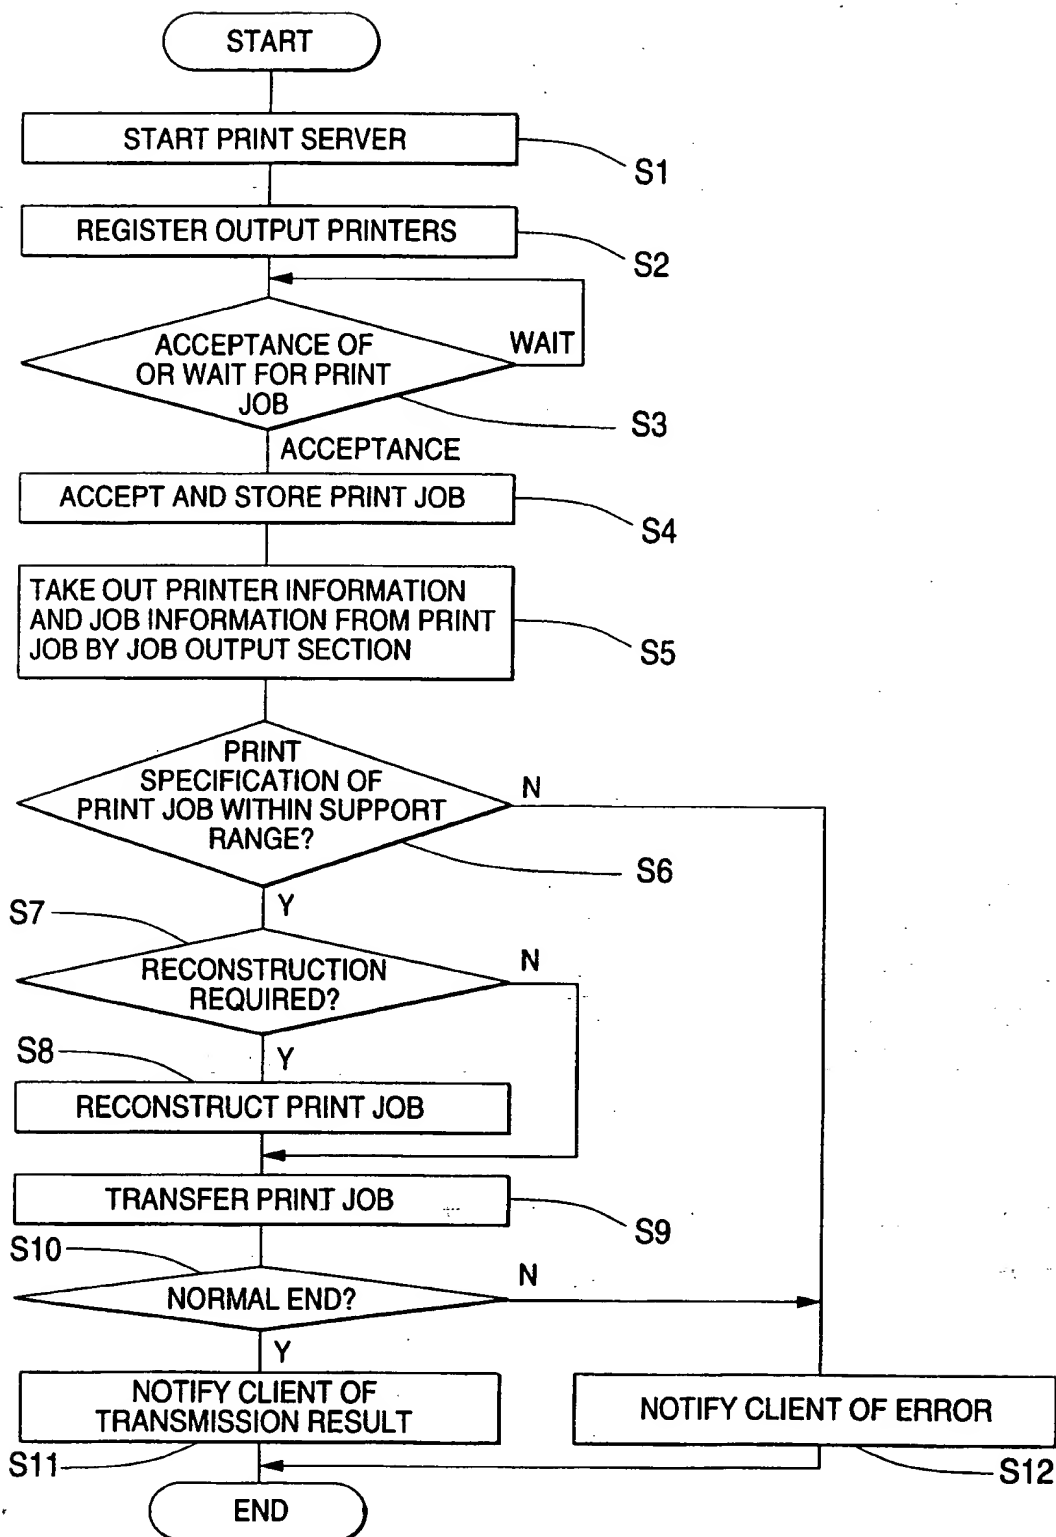 START
START PRINT SERVER
S1
REGISTER OUTPUT PRINTERS
S2
WAIT
ACCEPTANCE OF
OR WAIT FOR PRINT
JOB
S3
ACCEPTANCE
ACCEPT AND STORE PRINT JOB
S4
TAKE OUT PRINTER INFORMATION
AND JOB INFORMATION FROM PRINT
JOB BY JOB OUTPUT SECTION
S5
PRINT
SPECIFICATION OF
PRINT JOB WITHIN SUPPORT
RANGE?
N
S6
Y
S7
RECONSTRUCTION
REQUIRED?
N
S8
Y
RECONSTRUCT PRINT JOB
TRANSFER PRINT JOB
S9
S10
NORMAL END?
N
Y
NOTIFY CLIENT OF
TRANSMISSION RESULT
S11
NOTIFY CLIENT OF ERROR
S12
END